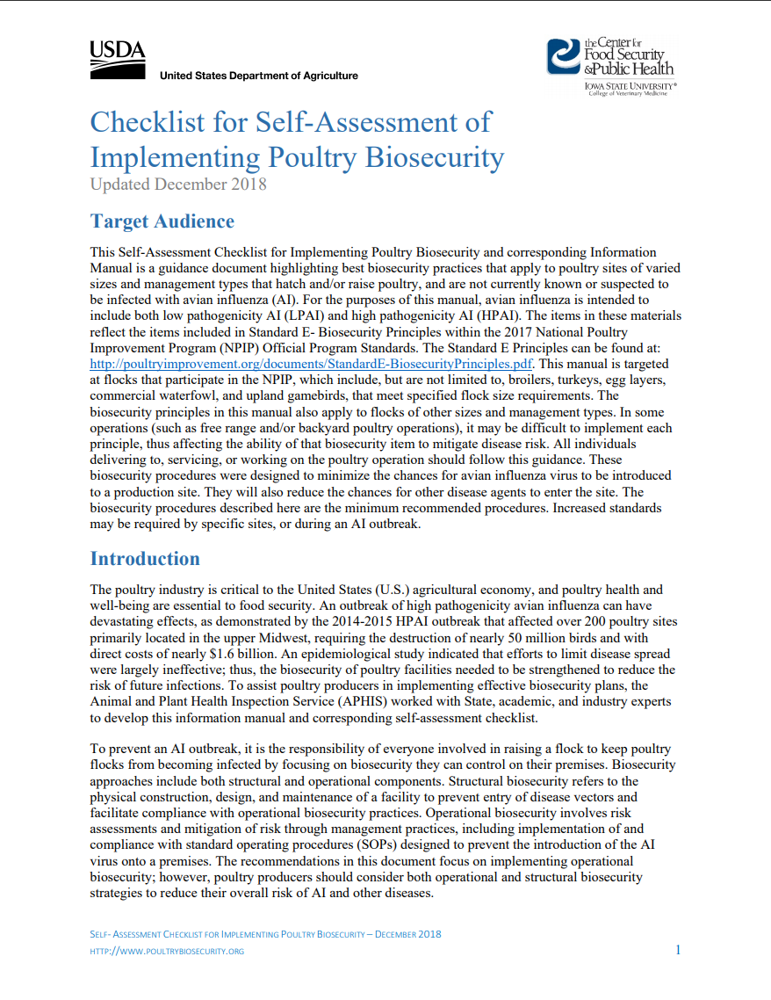 USDA
United States Department of Agriculture
the Center for
Food Security
&Public Health
IOWA STATE UNIVERSITY®
College of Veterinary Medicine
Checklist for Self-Assessment of
Implementing Poultry Biosecurity
Updated December 2018
Target Audience
This Self-Assessment Checklist for Implementing Poultry Biosecurity and corresponding Information
Manual is a guidance document highlighting best biosecurity practices that apply to poultry sites of varied
sizes and management types that hatch and/or raise poultry, and are not currently known or suspected to
be infected with avian influenza (AI). For the purposes of this manual, avian influenza is intended to
include both low pathogenicity AI (LPAI) and high pathogenicity AI (HPAI). The items in these materials
reflect the items included in Standard E- Biosecurity Principles within the 2017 National Poultry
Improvement Program (NPIP) Official Program Standards. The Standard E Principles can be found at:
http://poultryimprovement.org/documents/StandardE-BiosecurityPrinciples.pdf. This manual is targeted
at flocks that participate in the NPIP, which include, but are not limited to, broilers, turkeys, egg layers,
commercial waterfowl, and upland gamebirds, that meet specified flock size requirements. The
biosecurity principles in this manual also apply to flocks of other sizes and management types. In some
operations (such as free range and/or backyard poultry operations), it may be difficult to implement each
principle, thus affecting the ability of that biosecurity item to mitigate disease risk. All individuals
delivering to, servicing, or working on the poultry operation should follow this guidance. These
biosecurity procedures were designed to minimize the chances for avian influenza virus to be introduced
to a production site. They will also reduce the chances for other disease agents to enter the site. The
biosecurity procedures described here are the minimum recommended procedures. Increased standards
may be required by specific sites, or during an AI outbreak.
Introduction
The poultry industry is critical to the United States (U.S.) agricultural economy, and poultry health and
well-being are essential to food security. An outbreak of high pathogenicity avian influenza can have
devastating effects, as demonstrated by the 2014-2015 HPAI outbreak that affected over 200 poultry sites
primarily located in the upper Midwest, requiring the destruction of nearly 50 million birds and with
direct costs of nearly $1.6 billion. An epidemiological study indicated that efforts to limit disease spread
were largely ineffective; thus, the biosecurity of poultry facilities needed to be strengthened to reduce the
risk of future infections. To assist poultry producers in implementing effective biosecurity plans, the
Animal and Plant Health Inspection Service (APHIS) worked with State, academic, and industry experts
to develop this information manual and corresponding self-assessment checklist.
To prevent an AI outbreak, it is the responsibility of everyone involved in raising a flock to keep poultry
flocks from becoming infected by focusing on biosecurity they can control on their premises. Biosecurity
approaches include both structural and operational components. Structural biosecurity refers to the
physical construction, design, and maintenance of a facility to prevent entry of disease vectors and
facilitate compliance with operational biosecurity practices. Operational biosecurity involves risk
assessments and mitigation of risk through management practices, including implementation of and
compliance with standard operating procedures (SOPs) designed to prevent the introduction of the AI
virus onto a premises. The recommendations in this document focus on implementing operational
biosecurity; however, poultry producers should consider both operational and structural biosecurity
strategies to reduce their overall risk of AI and other diseases.
SELF- ASSESSMENT CHECKLIST FOR IMPLEMENTING POULTRY BIOSECURITY – DECEMBER 2018
HTTP://WWW.POULTRYBIOSECURITY.ORG
1